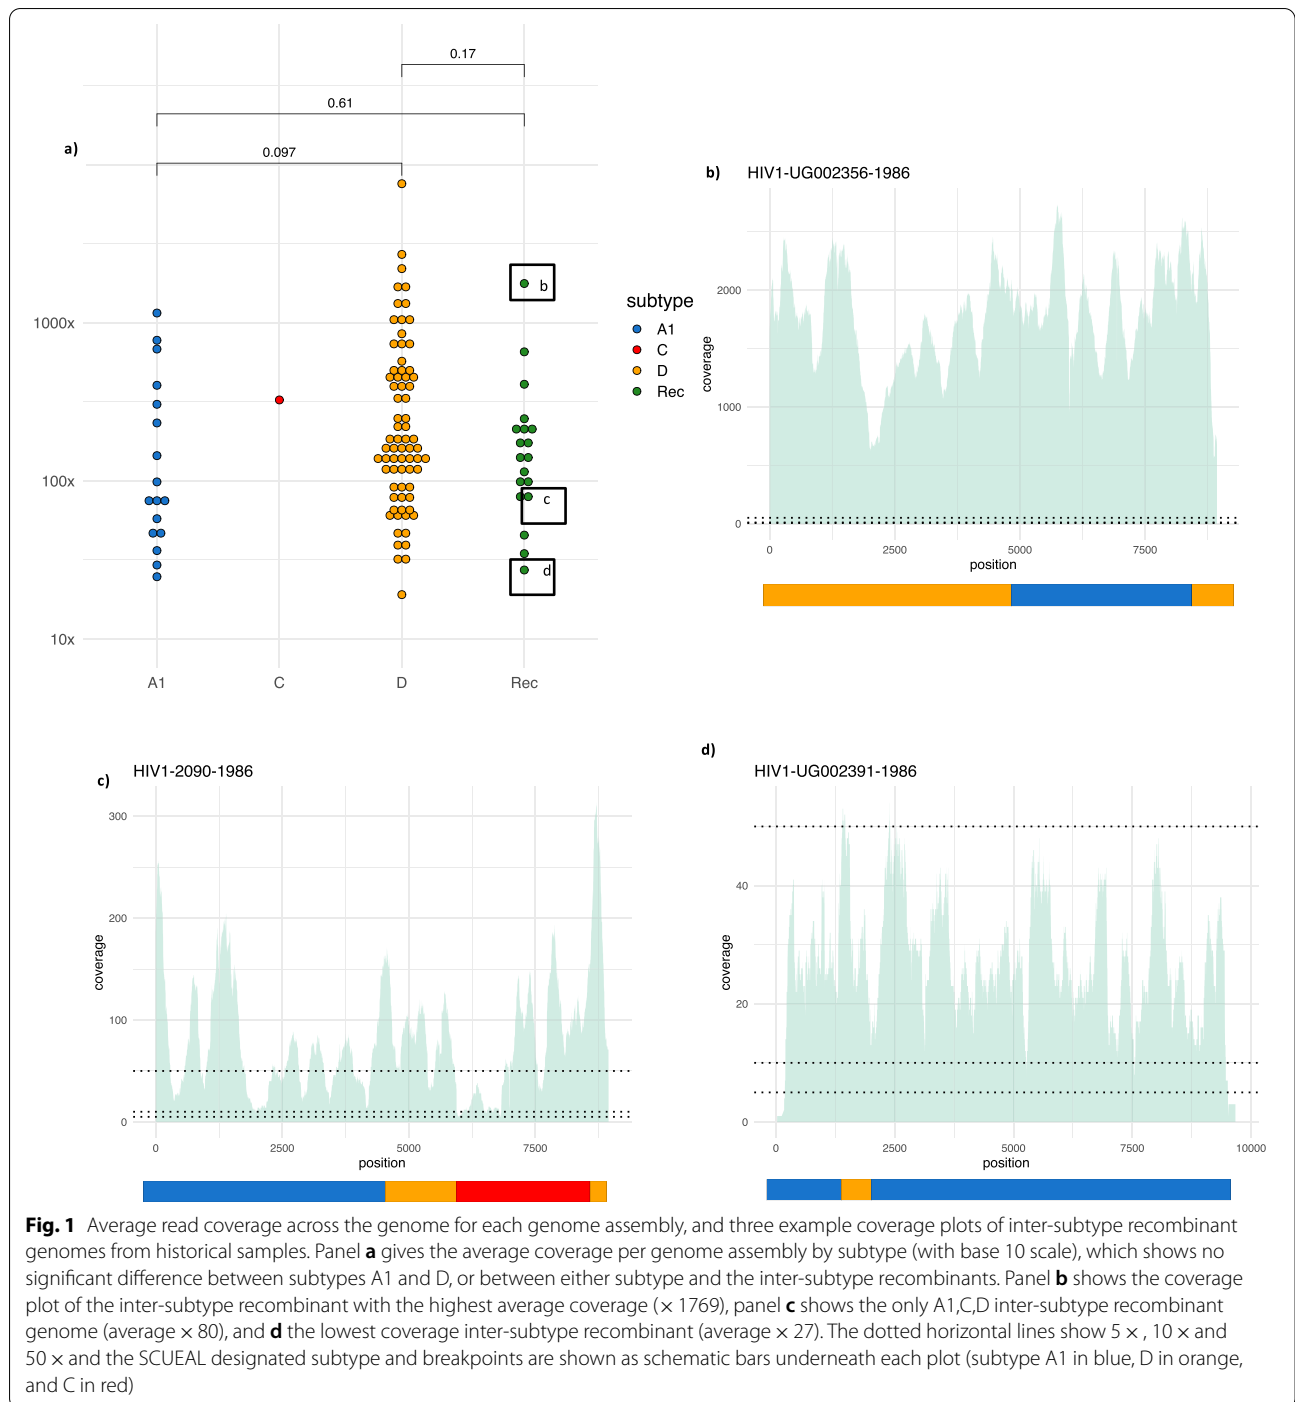 a)
0.17
0.61
0.097
1000x
100x
10x
A1
C
D
Rec
b
c
d
subtype
A1
C
D
Rec
b)
HIV1-UG002356-1986
coverage
2000
1000
0
0
2500
5000
7500
position
c)
HIV1-2090-1986
coverage
300
200
100
0
0
2500
5000
7500
position
d)
HIV1-UG002391-1986
coverage
40
20
0
0
2500
5000
7500
10000
position
Fig. 1 Average read coverage across the genome for each genome assembly, and three example coverage plots of inter-subtype recombinant
genomes from historical samples. Panel a gives the average coverage per genome assembly by subtype (with base 10 scale), which shows no
significant difference between subtypes A1 and D, or between either subtype and the inter-subtype recombinants. Panel b shows the coverage
plot of the inter-subtype recombinant with the highest average coverage (× 1769), panel c shows the only A1,C,D inter-subtype recombinant
genome (average × 80), and d the lowest coverage inter-subtype recombinant (average × 27). The dotted horizontal lines show 5 × , 10 × and
50 × and the SCUEAL designated subtype and breakpoints are shown as schematic bars underneath each plot (subtype A1 in blue, D in orange,
and C in red)